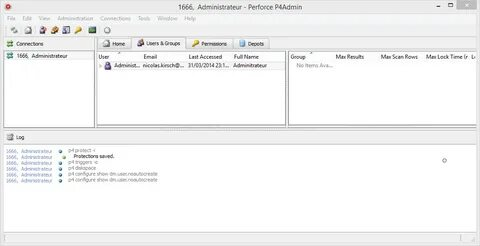 1666, Administrateur - Perforce P4Admin
File Edit View Administration Connections Tools Window Help
Connections
1666, Administrateur
Home Users & Groups Permissions Depots
User Email Last Accessed Full Name
Administ... nicolas.kirsch@... 31/03/2014 23:1... Adminitrateur
Group Max Results Max Scan Rows Max Lock Time (r
No Items Ava...
Log
1666, Administrateur p4 protect -i
1666, Administrateur Protections saved.
1666, Administrateur p4 triggers -o
1666, Administrateur p4 diskspace
1666, Administrateur p4 configure show dm.user.noautocreate
1666, Administrateur p4 configure show dm.user.noautocreate